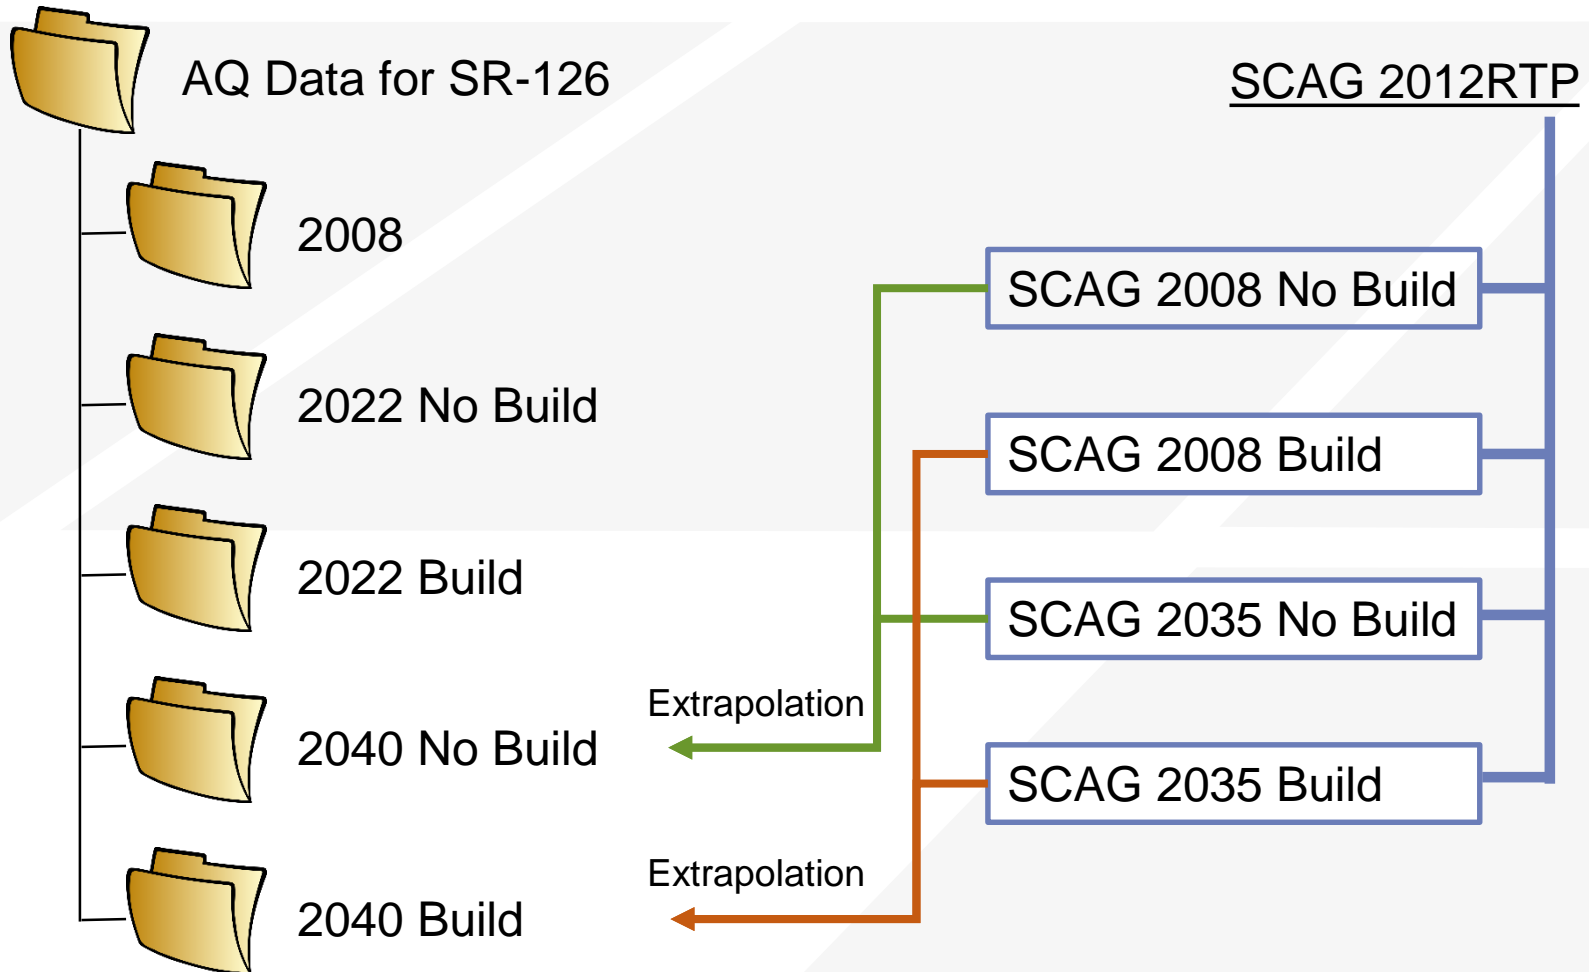 AQ Data for SR-126
2008
2022 No Build
2022 Build
2040 No Build
2040 Build
Extrapolation
Extrapolation
SCAG 2012RTP
SCAG 2008 No Build
SCAG 2008 Build
SCAG 2035 No Build
SCAG 2035 Build